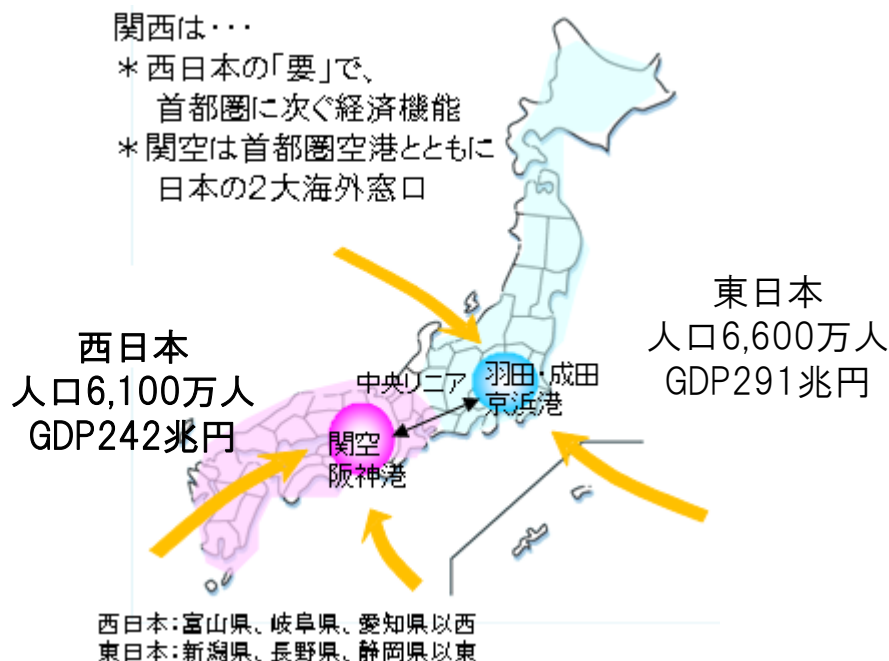 関西は・・・
＊西日本の「要」で、
首都圏に次ぐ経済機能
＊関空は首都圏空港とともに
日本の2大海外窓口
東日本
人口6,600万人
GDP291兆円
西日本
人口6,100万人
GDP242兆円
中央リニア
羽田・成田
京浜港
関空
阪神港
西日本：富山県、岐阜県、愛知県以西
東日本：新潟県、長野県、静岡県以東